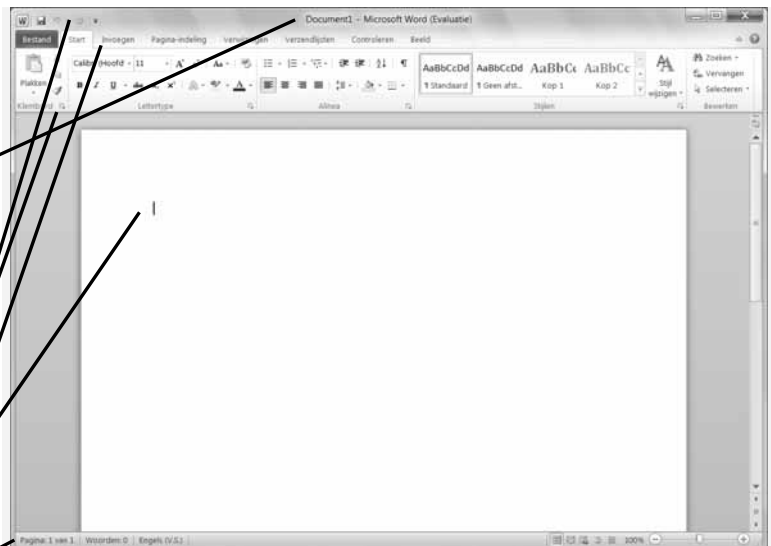 Document1 - Microsoft Word (Evaluatie)
Bestand Start Invoegen Pagina-indeling Verwijzingen Verzendlijsten Controleren Beeld
Plakken
Calibri (Hoofd 11
AaBbCcDd AaBbCcDd AaBbCc AaBbCc
¶ Standaard ¶ Geen afst... Kop 1 Kop 2
Stijl wijzigen
Zoeken
Vervangen
Selecteren
Klembord Lettertype Alinea Stijlen Bewerken
Pagina: 1 van 1 Woorden: 0 Engels (V.S.) 100%